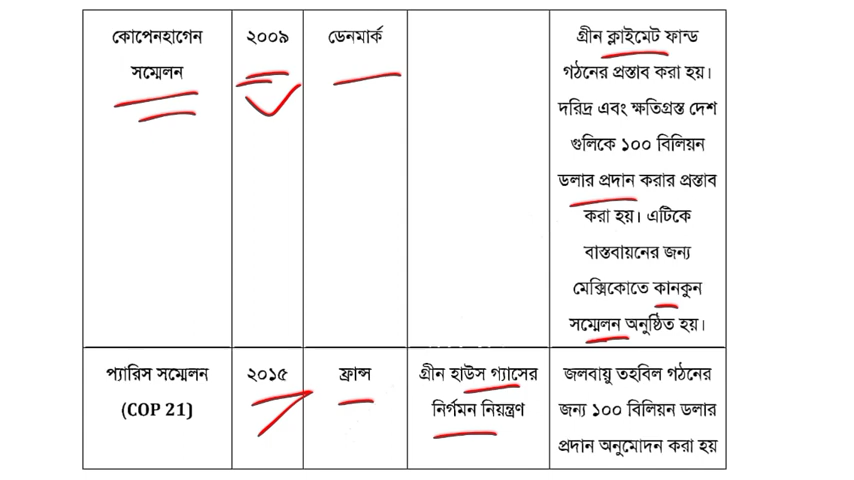 কোপেনহাগেন
সম্মেলন
২০০৯
ডেনমার্ক
গ্রীন ক্লাইমেট ফান্ড
গঠনের প্রস্তাব করা হয়।
দরিদ্র এবং ক্ষতিগ্রস্ত দেশ
গুলিকে ১০০ বিলিয়ন
ডলার প্রদান করার প্রস্তাব
করা হয়। এটিকে
বাস্তবায়নের জন্য
মেক্সিকোতে কানকুন
সম্মেলন অনুষ্ঠিত হয়।
প্যারিস সম্মেলন
(COP 21)
২০১৫
ফ্রান্স
গ্রীন হাউস গ্যাসের
নির্গমন নিয়ন্ত্রণ
জলবায়ু তহবিল গঠনের
জন্য ১০০ বিলিয়ন ডলার
প্রদান অনুমোদন করা হয়